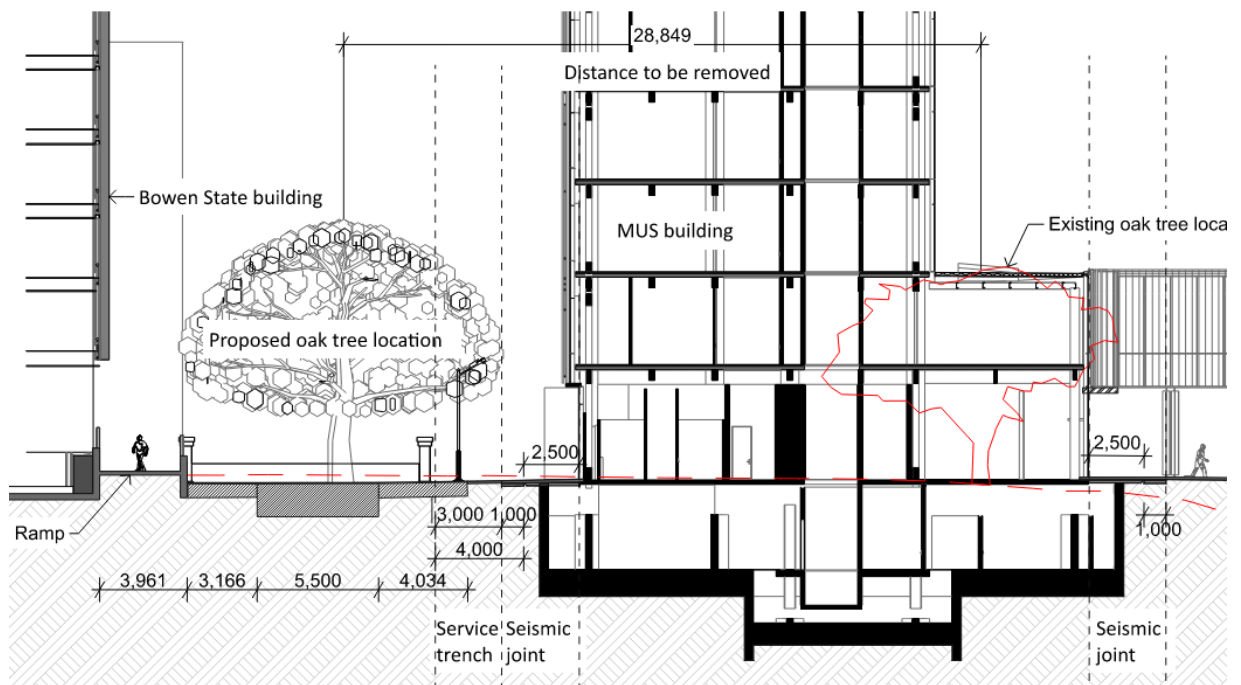 28,849
Distance to be removed
Bowen State building
MUS building
Existing oak tree loca
Proposed oak tree location
2,500
2,500
Ramp
3,000
1,000
4,000
1,000
3,961
3,166
5,500
4,034
Service
trench
Seismic
joint
Seismic
joint